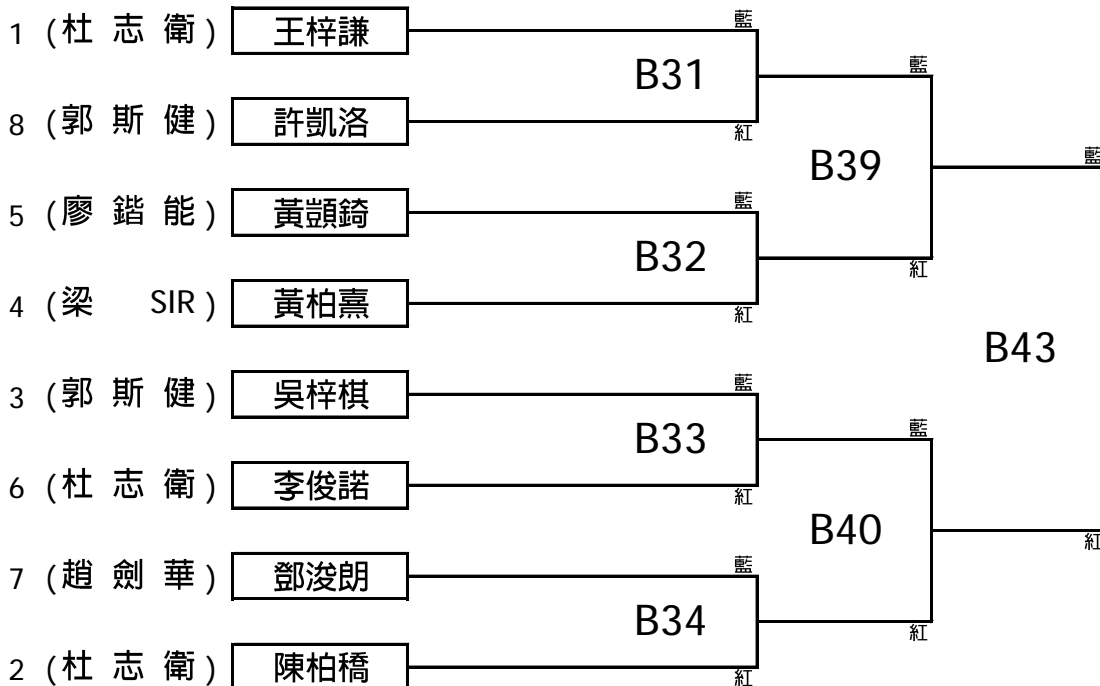 藍
1 (杜 志 衛) 王梓謙
B31
藍
8 (郭 斯 健) 許凱洛
紅
B39
藍
藍
5 (廖 鍇 能) 黃顗錡
B32
紅
4 (梁 SIR) 黃柏熹
紅
B43
藍
3 (郭 斯 健) 吳梓棋
B33
藍
6 (杜 志 衛) 李俊諾
紅
B40
紅
藍
7 (趙 劍 華) 鄧浚朗
B34
紅
2 (杜 志 衛) 陳柏穚
紅